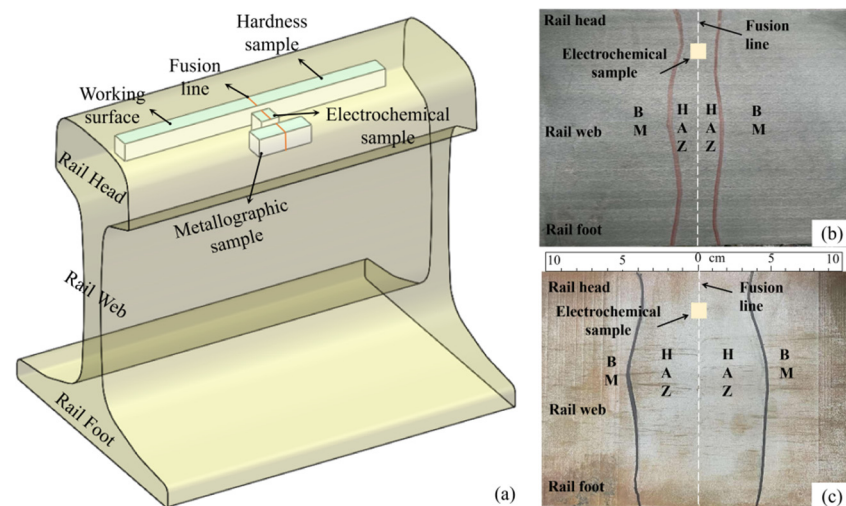 Hardness
sample
Fusion
line
Working
surface
Electrochemical
sample
Rail Head
Metallographic
sample
Rail Web
Rail Foot
(a)
Rail head
Fusion
line
Electrochemical
sample
B
M
H
A
Z
H
A
Z
B
M
Rail web
Rail foot
(b)
10 5 0 cm 5 10
Rail head
Fusion
line
Electrochemical
sample
B
M
H
A
Z
H
A
Z
B
M
Rail web
Rail foot
(c)